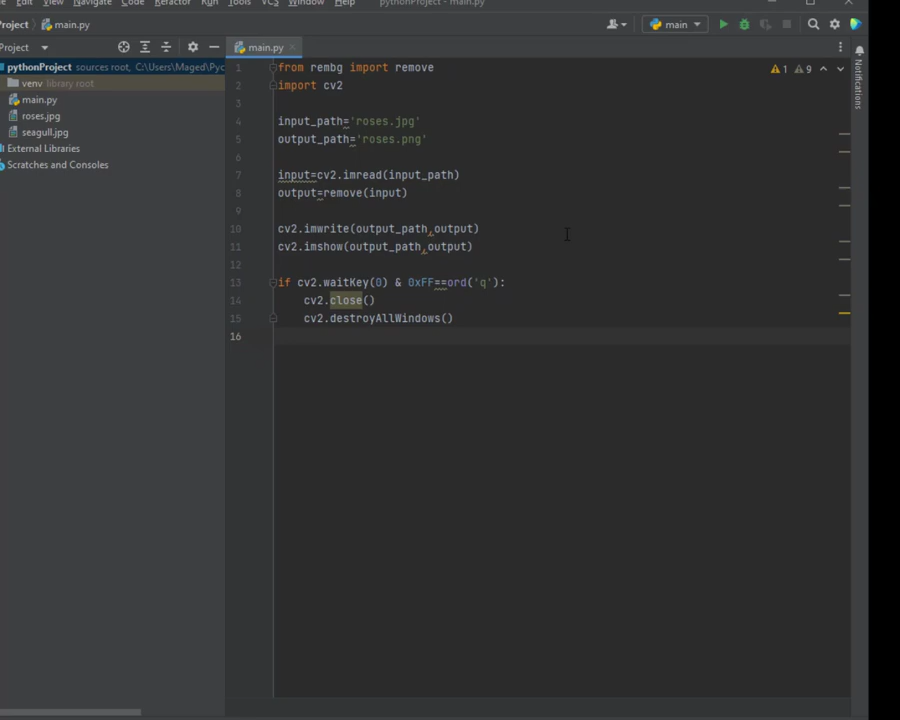 Edit View Navigate Code Refactor Run Tools VCS Window Help pythonProject - main.py
Project main.py main
Project main.py
pythonProject sources root, C:\Users\Maged\Pyc
venv library root
main.py
roses.jpg
seagull.jpg
External Libraries
Scratches and Consoles
1 from rembg import remove
2 import cv2
3
4 input_path='roses.jpg'
5 output_path='roses.png'
6
7 input=cv2.imread(input_path)
8 output=remove(input)
9
10 cv2.imwrite(output_path,output)
11 cv2.imshow(output_path,output)
12
13 if cv2.waitKey(0) & 0xFF==ord('q'):
14 cv2.close()
15 cv2.destroyAllWindows()
16
1 9
Notifications